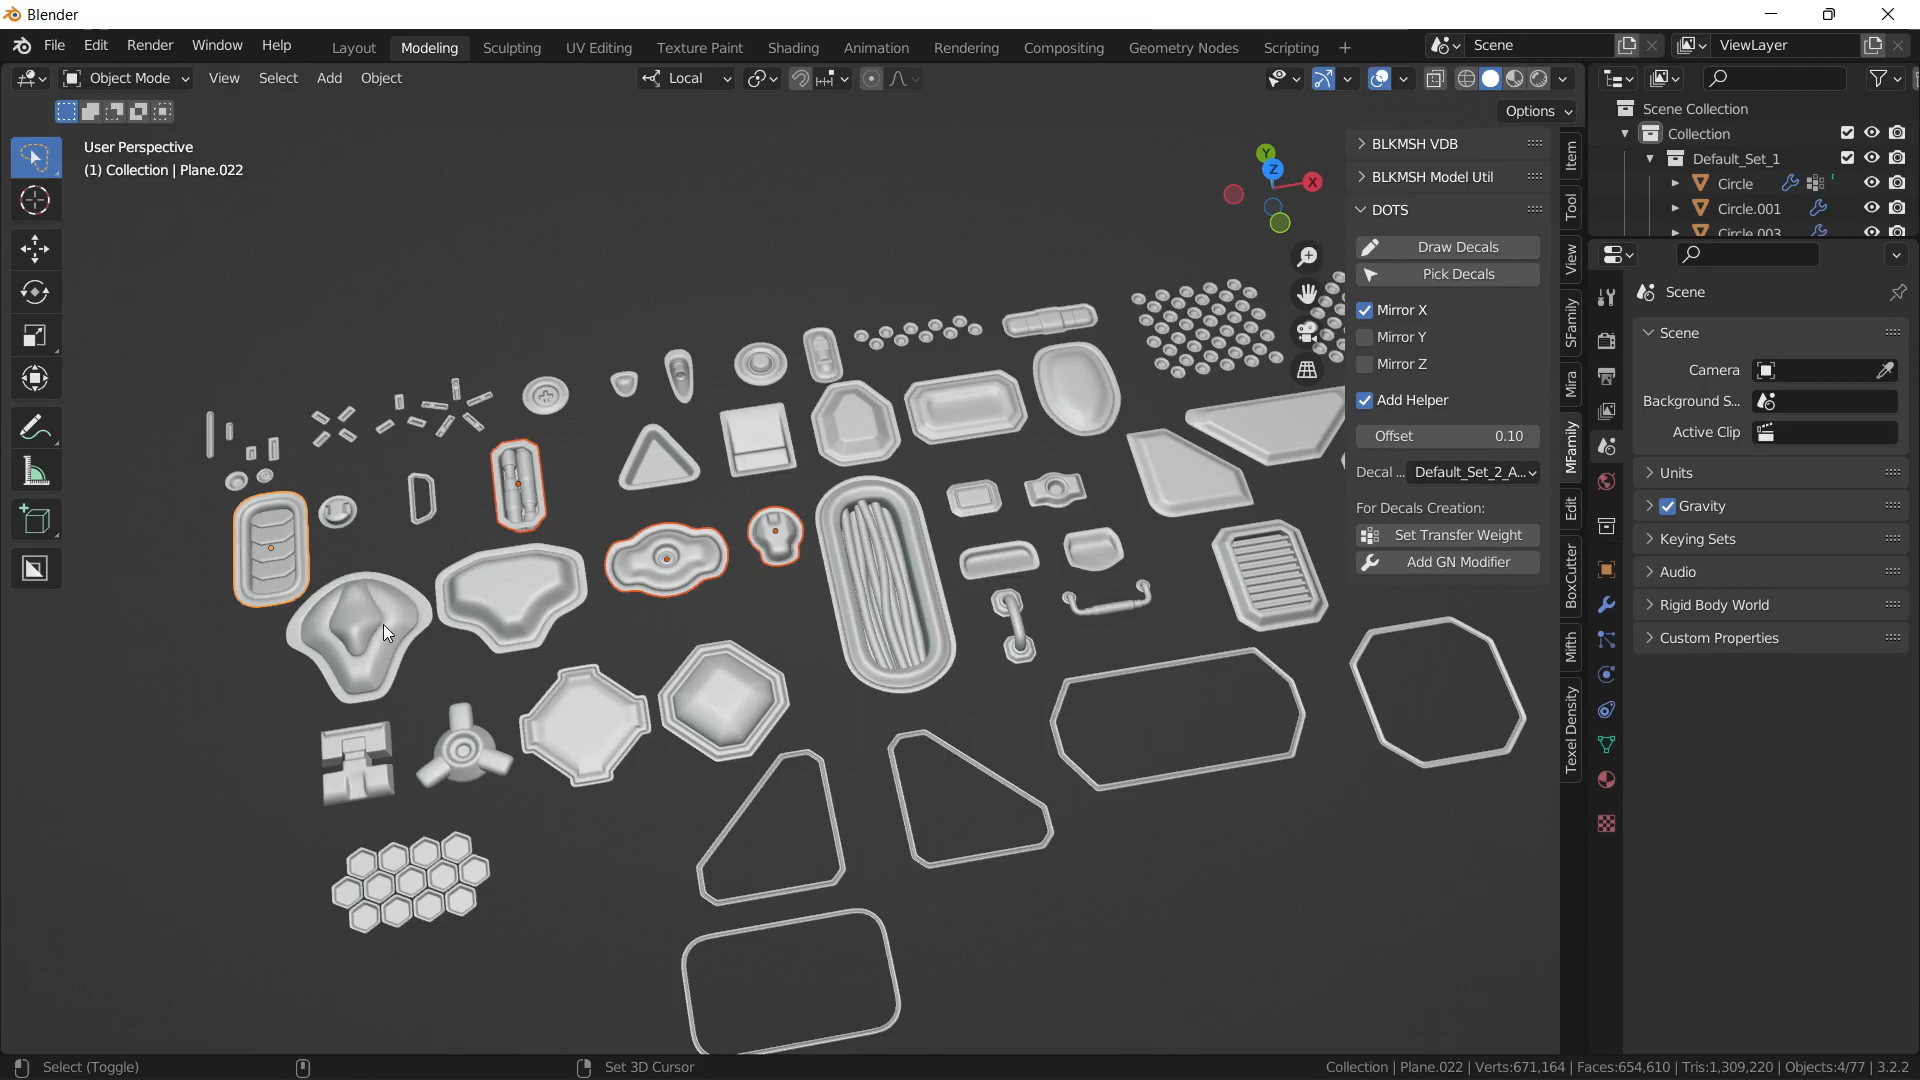 Blender
File Edit Render Window Help Layout Modeling Sculpting UV Editing Texture Paint Shading Animation Rendering Compositing Geometry Nodes Scripting + Scene ViewLayer
Object Mode View Select Add Object Local
Options
User Perspective
(1) Collection | Plane.022
Y
Z
X
BLKMSH VDB
BLKMSH Model Util
DOTS
Draw Decals
Pick Decals
Mirror X
Mirror Y
Mirror Z
Add Helper
Offset 0.10
Decal ... Default_Set_2_A...
For Decals Creation:
Set Transfer Weight
Add GN Modifier
Item
Tool
View
SFamily
Mira
MFamily
Edit
BoxCutter
Mifth
Texel Density
Scene Collection
Collection
Default_Set_1
Circle
Circle.001
Circle.003
Scene
Scene
Camera
Background S...
Active Clip
Units
Gravity
Keying Sets
Audio
Rigid Body World
Custom Properties
Select (Toggle) Set 3D Cursor Collection | Plane.022 | Verts:671,164 | Faces:654,610 | Tris:1,309,220 | Objects:4/77 | 3.2.2